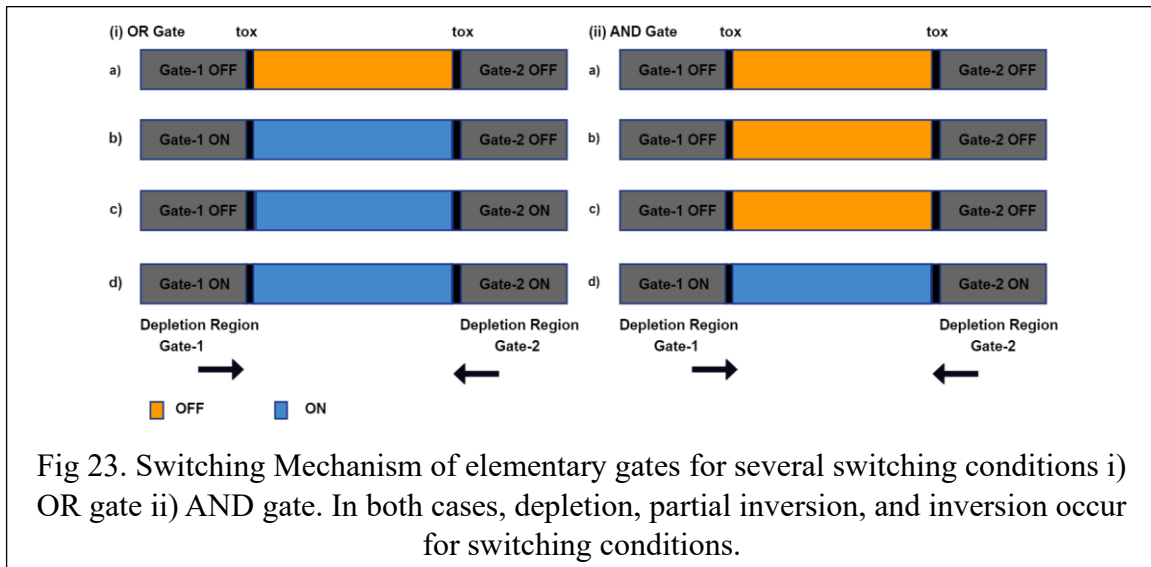 (i) OR Gate tox tox (ii) AND Gate tox tox
a) Gate-1 OFF Gate-2 OFF a) Gate-1 OFF Gate-2 OFF
b) Gate-1 ON Gate-2 OFF b) Gate-1 OFF Gate-2 OFF
c) Gate-1 OFF Gate-2 ON c) Gate-1 OFF Gate-2 OFF
d) Gate-1 ON Gate-2 ON d) Gate-1 ON Gate-2 ON
Depletion Region Depletion Region Depletion Region Depletion Region
Gate-1 Gate-2 Gate-1 Gate-2
OFF ON
Fig 23. Switching Mechanism of elementary gates for several switching conditions i)
OR gate ii) AND gate. In both cases, depletion, partial inversion, and inversion occur
for switching conditions.